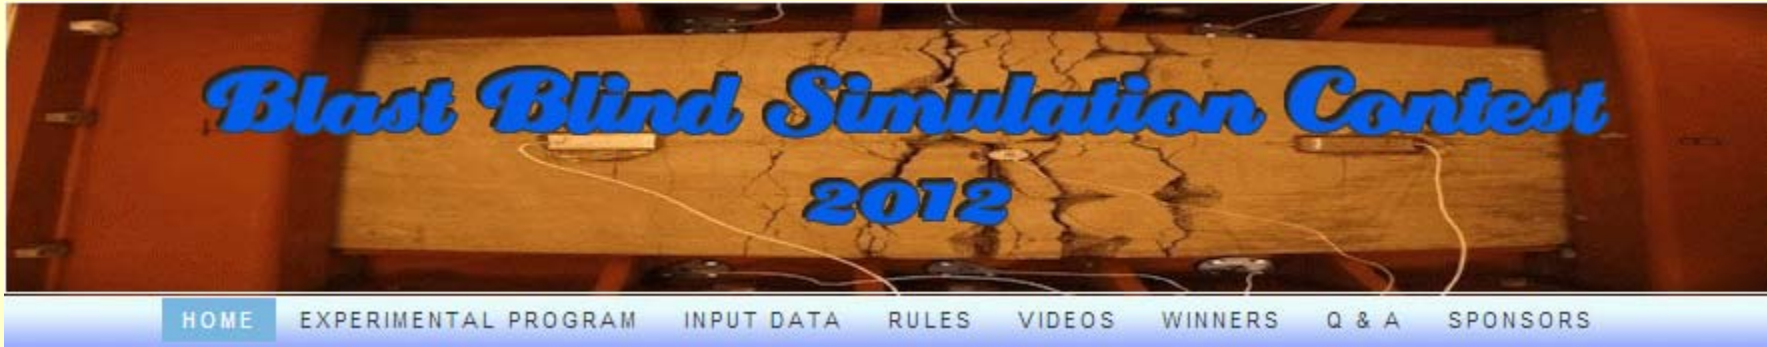 Blast Blind Simulation Contest
2012
HOME EXPERIMENTAL PROGRAM INPUT DATA RULES VIDEOS WINNERS Q & A SPONSORS